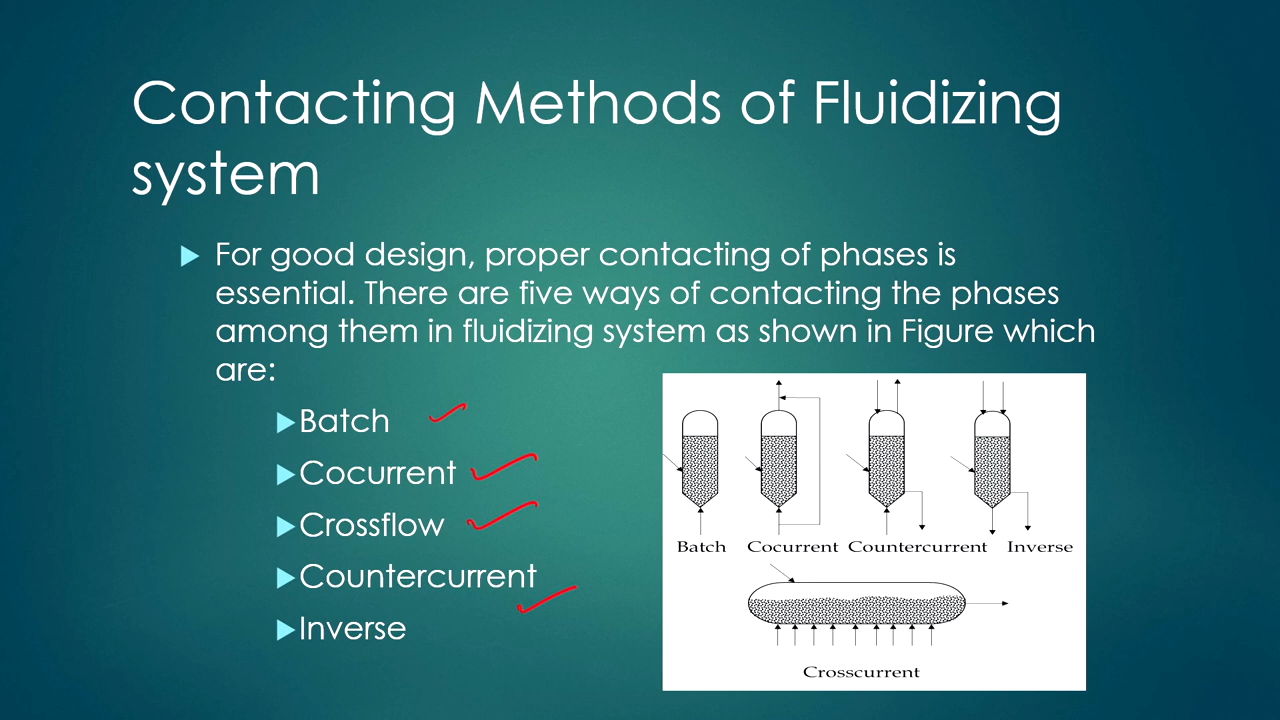 Contacting Methods of Fluidizing
system
For good design, proper contacting of phases is
essential. There are five ways of contacting the phases
among them in fluidizing system as shown in Figure which
are:
Batch
Cocurrent
Crossflow
Countercurrent
Inverse
Batch Cocurrent Countercurrent Inverse
Crosscurrent